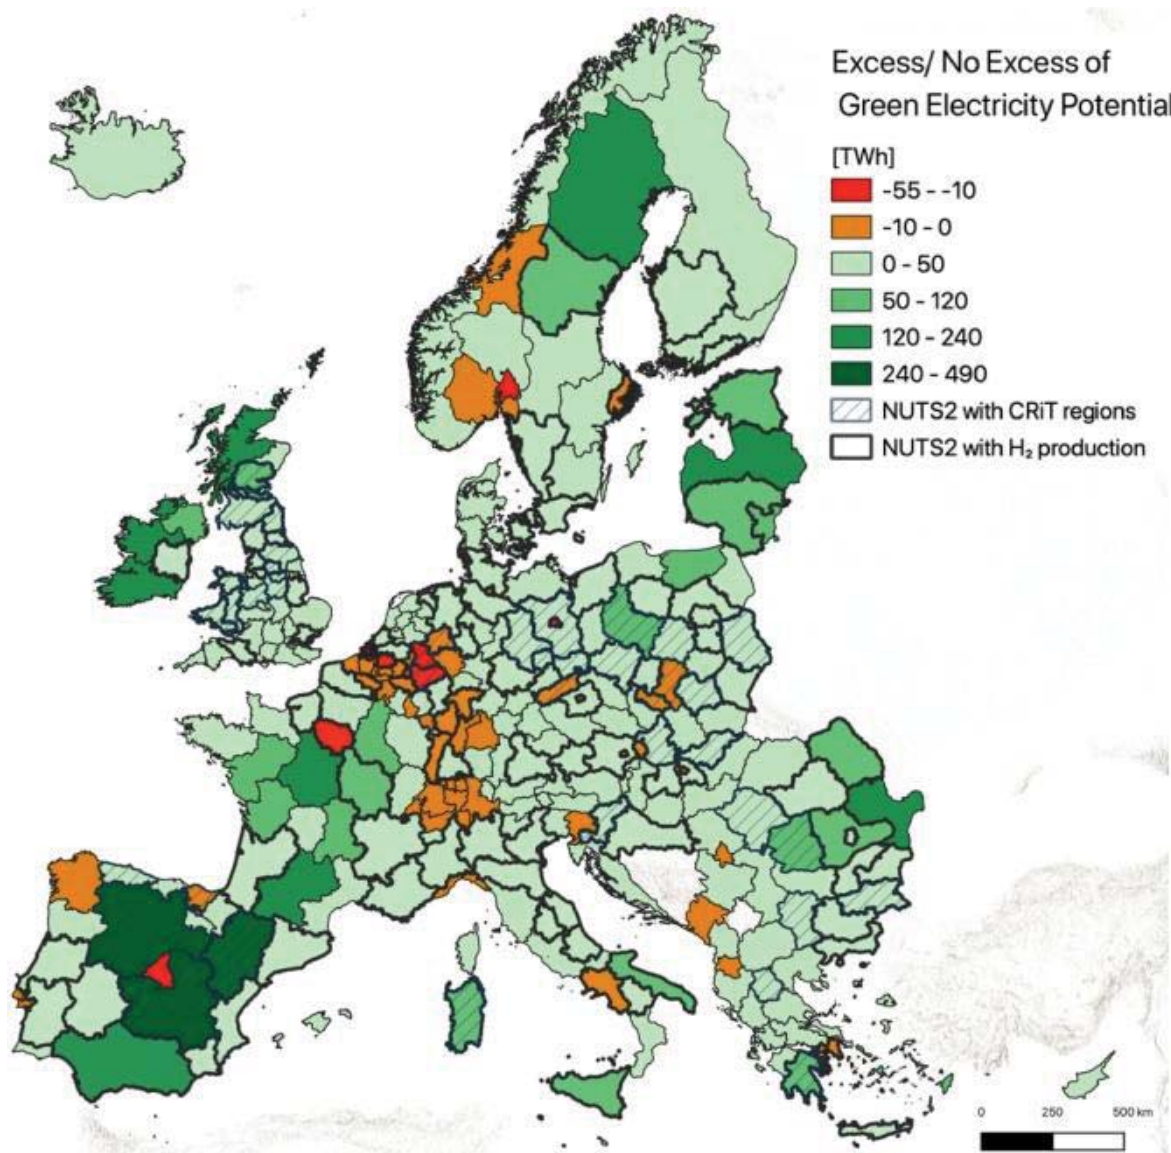 Excess/ No Excess of
Green Electricity Potential
[TWh]
-55 - -10
-10 - 0
0 - 50
50 - 120
120 - 240
240 - 490
NUTS2 with CRiT regions
NUTS2 with H₂ production
0 250 500 km